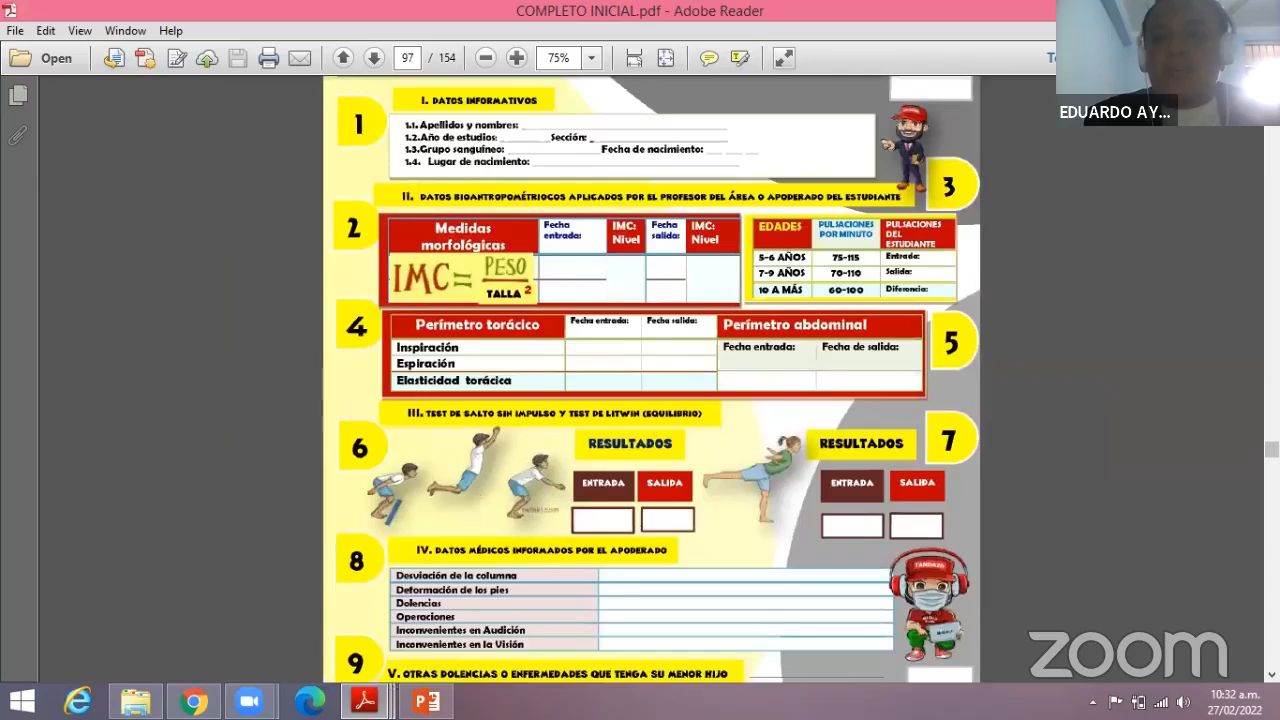 COMPLETO INICIAL.pdf - Adobe Reader
File Edit View Window Help
Open 97 / 154 75%
EDUARDO AY...
I. DATOS INFORMATIVOS
1
1.1. Apellidos y nombres:
1.2.Año de estudios: Sección:
1.3.Grupo sanguíneo: Fecha de nacimiento:
1.4. Lugar de nacimiento:
3
II. DATOS BIOANTROPOMÉTRIOCOS APLICADOS POR EL PROFESOR DEL ÁREA O APODERADO DEL ESTUDIANTE
2
Medidas morfológicas
Fecha entrada:
IMC: Nivel
Fecha salida:
IMC: Nivel
IMC = PESO
TALLA 2
EDADES PULSACIONES POR MINUTO PULSACIONES DEL ESTUDIANTE
5-6 AÑOS 75-115 Entrada:
7-9 AÑOS 70-110 Salida:
10 A MÁS 60-100 Diferencia:
4
Perímetro torácico Fecha entrada: Fecha salida: Perímetro abdominal
Inspiración Fecha entrada: Fecha de salida:
Espiración
Elasticidad torácica
5
III. TEST DE SALTO SIN IMPULSO Y TEST DE LITWIN (EQUILIBRIO)
6
RESULTADOS
ENTRADA SALIDA
RESULTADOS
ENTRADA SALIDA
7
8
IV. DATOS MÉDICOS INFORMADOS POR EL APODERADO
Desviación de la columna
Deformación de los pies
Dolencias
Operaciones
Inconvenientes en Audición
Inconvenientes en la Visión
TANDAZO
9
V. OTRAS DOLENCIAS O ENFERMEDADES QUE TENGA SU MENOR HIJO
zoom
10:32 a.m.
27/02/2022